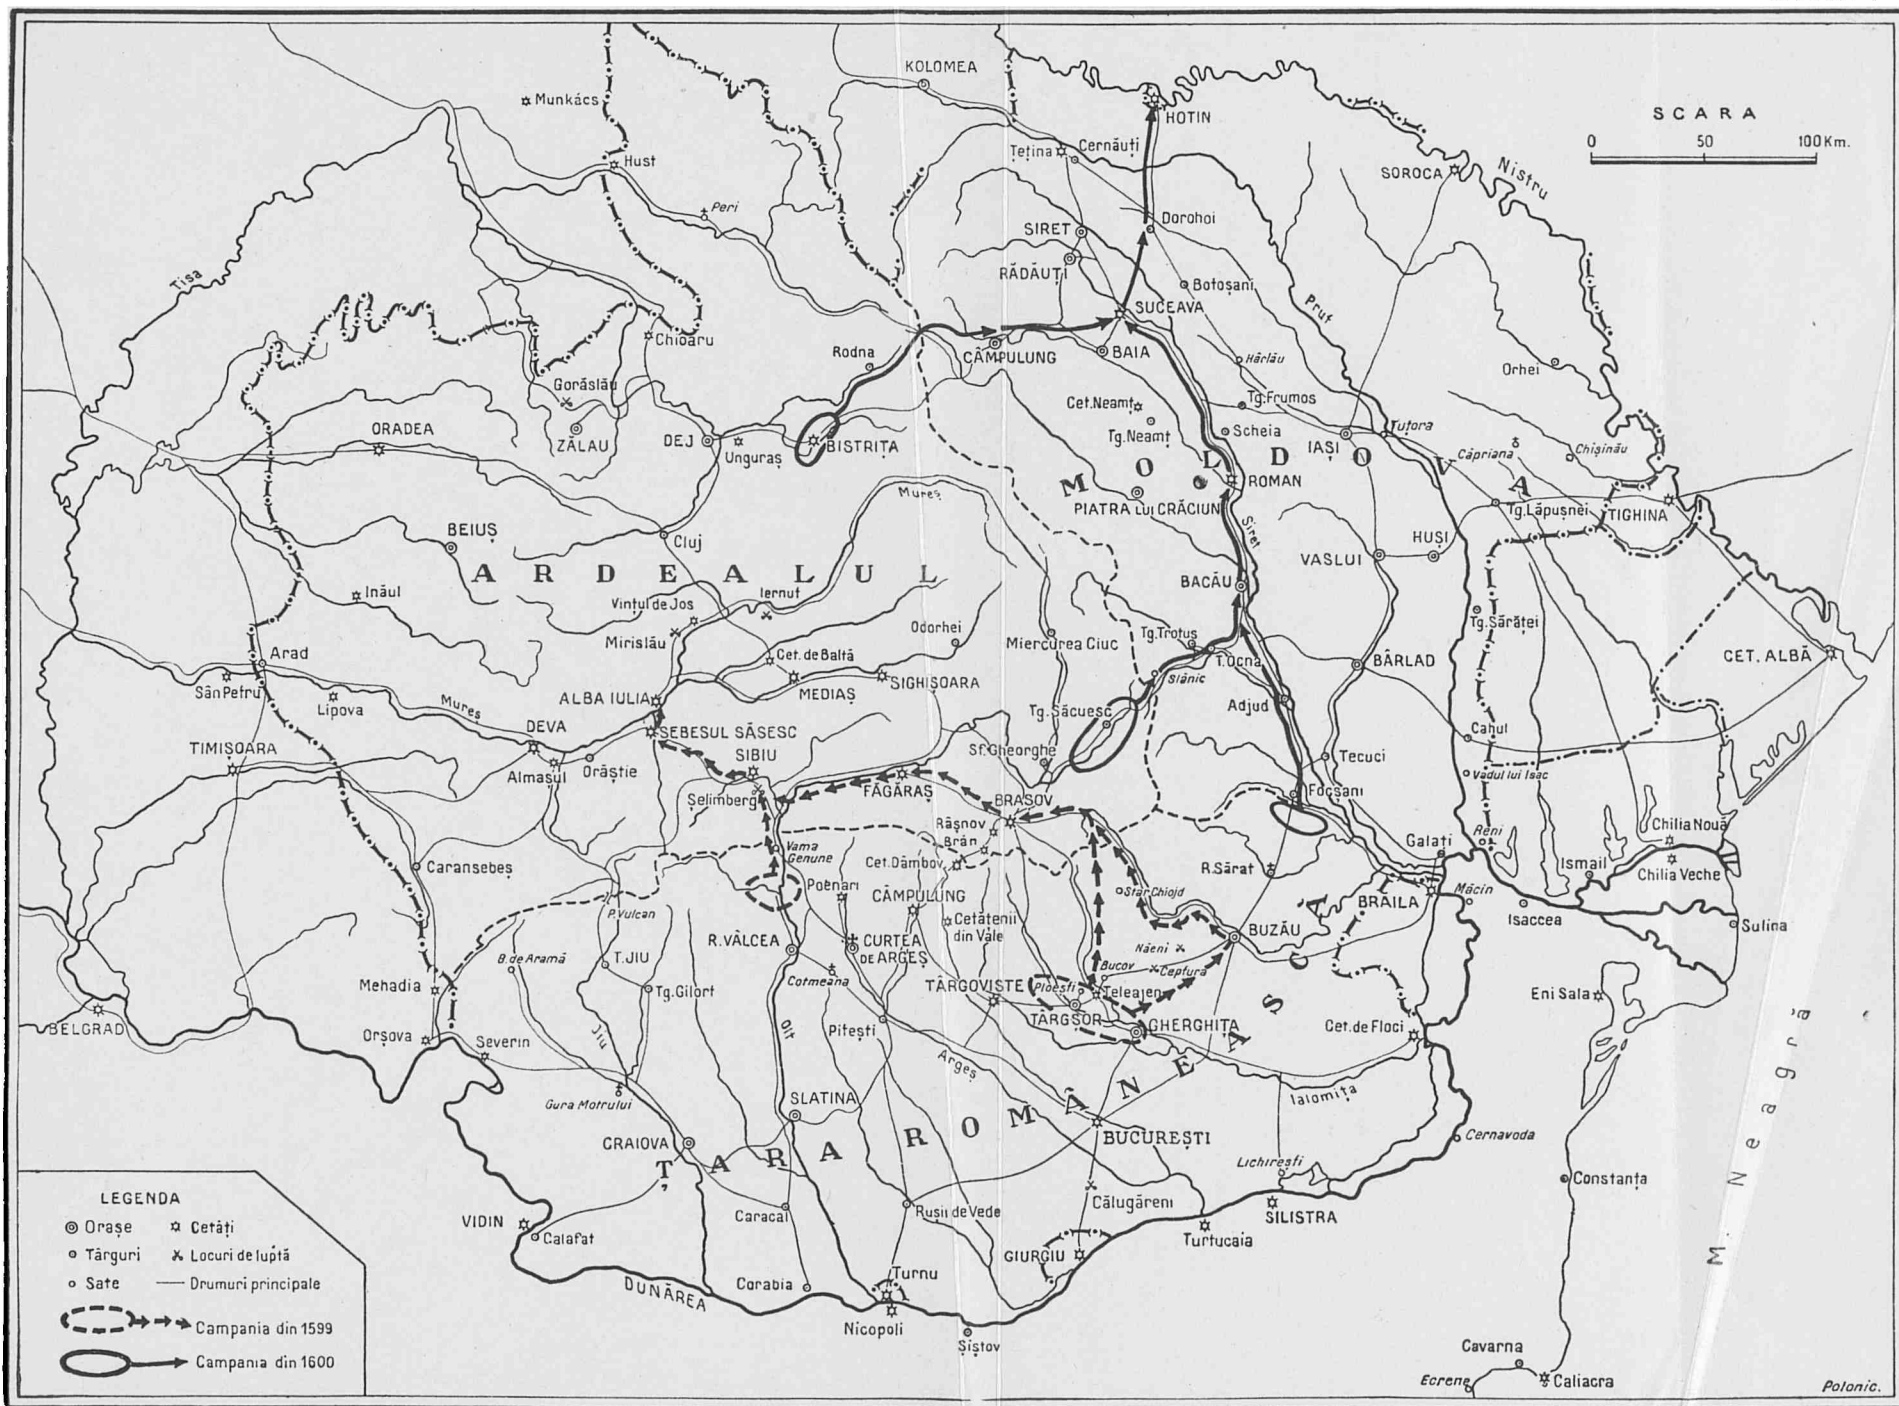 KOLOMEA
Munkács
HOTIN
SCARA
0 50 100 Km.
Hust
Țețina
Cernăuți
SOROCA
Nistru
Peri
Dorohoi
SIRET
RĂDĂUȚI
Botoșani
Tisa
Prut
SUCEAVA
Chioaru
Rodna
CÂMPULUNG
BAIA
Hârlău
Orhei
Gorăslău
Cet. Neamț
Tg. Frumos
ORADEA
ZĂLAU
DEJ
Unguraș
BISTRIȚA
Tg. Neamț
Scheia
IAȘI
Țuțora
Căpriana
Chișinău
MOLDOVA
Mureș
ROMAN
PIATRA LUI CRĂCIUN
Tg. Lăpușnei
TIGHINA
BEIUȘ
Cluj
Siret
HUȘI
VASLUI
ARDEALUL
BACĂU
Inăul
Iernut
Vințul de Jos
Mirislău
Odorhei
Miercurea Ciuc
Tg. Trotuș
Tg. Sărăței
Arad
Cet. de Baltă
T. Ocna
BÂRLAD
CET. ALBĂ
Sân Petru
Lipova
MEDIAȘ
SIGHIȘOARA
Slănic
Mureș
ALBA IULIA
Adjud
DEVA
SEBEȘUL SĂSESC
Tg. Săcuesc
Cahul
TIMIȘOARA
SIBIU
Sf. Gheorghe
Tecuci
Almașul
Orăștie
Șelimberg
FĂGĂRAȘ
Vadul lui Isac
Focșani
BRAȘOV
Râșnov
Brăn
Galați
Reni
Chilia Nouă
Vama Genune
Cet. Dâmbov.
Caransebeș
R. Sărat
Ismail
Chilia Veche
Poenari
CÂMPULUNG
Star Chiojd
BRĂILA
Măcin
Isaccea
P. Vulcan
Cetățenii
din Vale
Sulina
R. VÂLCEA
CURTEA
DE ARGEȘ
BUZĂU
Năeni
B. de Aramă
T. JIU
Cotmeana
Bucov
Ceptura
Mehadia
Tg. Gilort
TÂRGOVIȘTE
Ploești
Teleajen
Eni Sala
BELGRAD
Olt
TÂRGȘOR
GHERGHIȚA
Cet. de Floci
Orșova
Severin
Jiu
Pitești
Argeș
Ialomița
Gura Motrului
SLATINA
ȚARA ROMÂNEASCĂ
CRAIOVA
BUCUREȘTI
Cernavoda
Lichirești
Constanța
M. Neagră
Călugăreni
Caracal
Rușii de Vede
SILISTRA
VIDIN
Calafat
Turtucaia
GIURGIU
DUNĂREA
Corabia
Turnu
Nicopoli
Șiștov
Cavarna
Ecrene
Caliacra
LEGENDA
Orașe
Cetăți
Târguri
Locuri de luptă
Sate
Drumuri principale
Campania din 1599
Campania din 1600
Polonic.